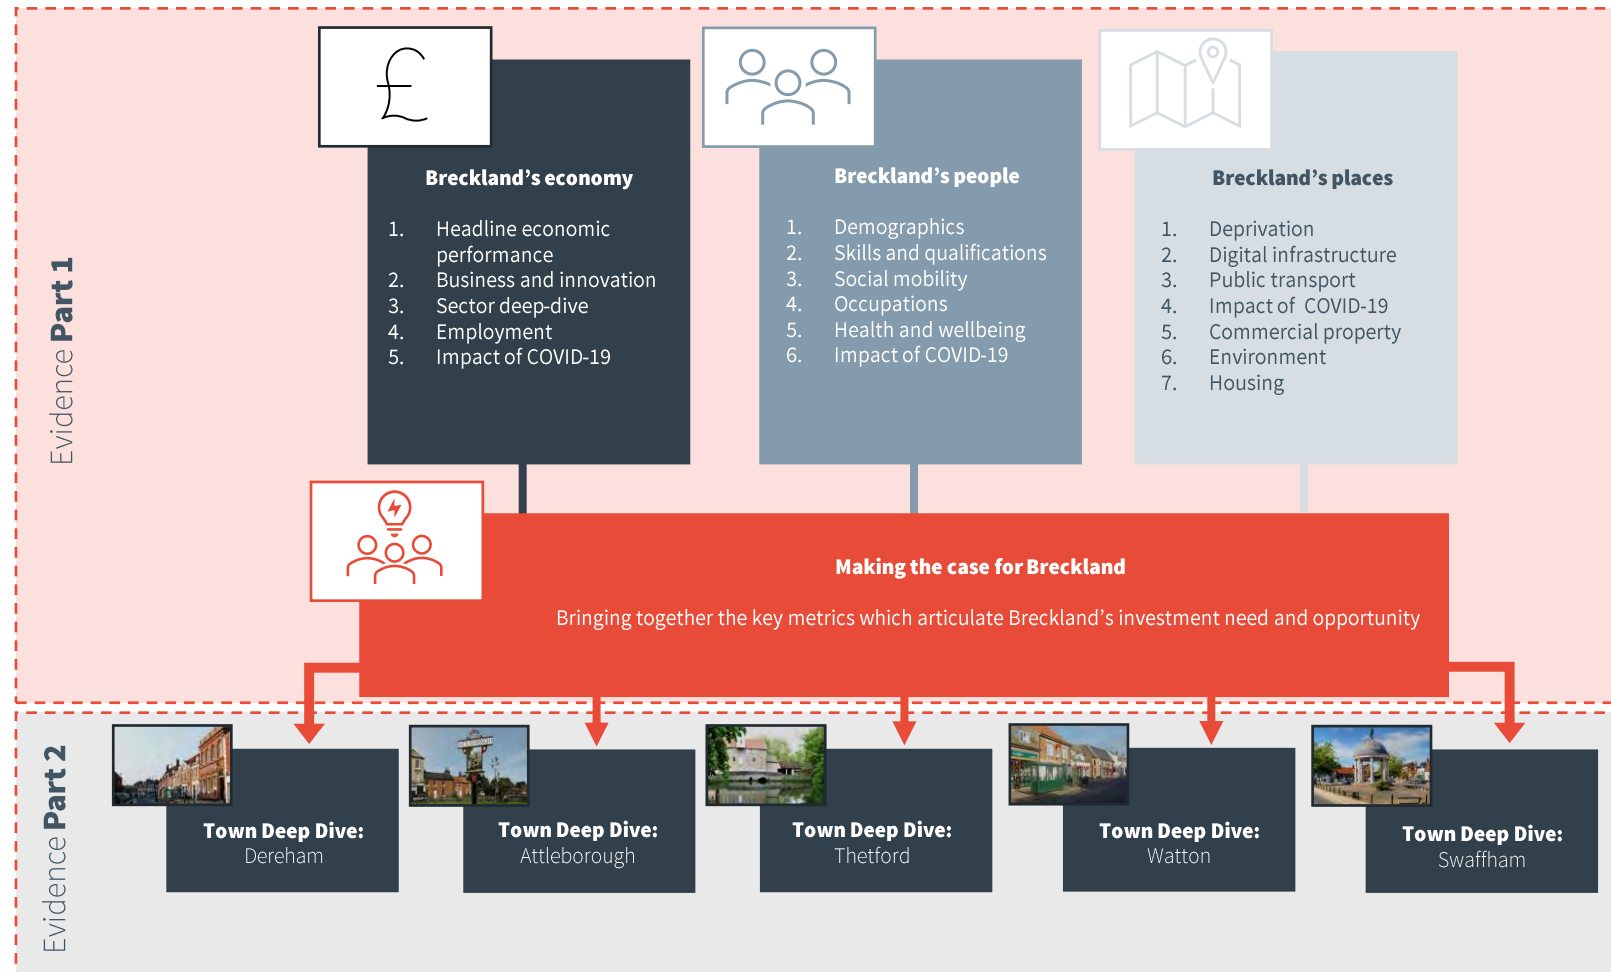 Evidence Part 1
£
Breckland’s economy
1. Headline economic
performance
2. Business and innovation
3. Sector deep-dive
4. Employment
5. Impact of COVID-19
Breckland’s people
1. Demographics
2. Skills and qualifications
3. Social mobility
4. Occupations
5. Health and wellbeing
6. Impact of COVID-19
Breckland’s places
1. Deprivation
2. Digital infrastructure
3. Public transport
4. Impact of COVID-19
5. Commercial property
6. Environment
7. Housing
Making the case for Breckland
Bringing together the key metrics which articulate Breckland’s investment need and opportunity
Evidence Part 2
Town Deep Dive:
Dereham
Town Deep Dive:
Attleborough
Town Deep Dive:
Thetford
Town Deep Dive:
Watton
Town Deep Dive:
Swaffham